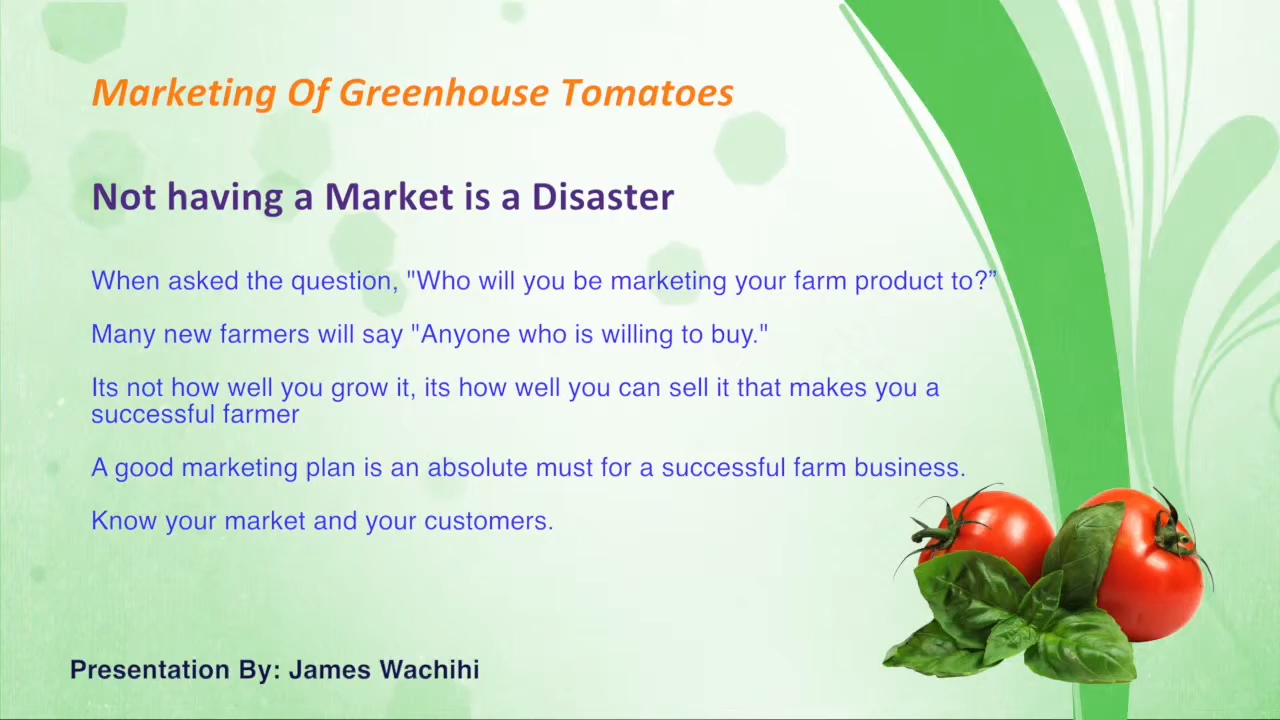 Marketing Of Greenhouse Tomatoes
Not having a Market is a Disaster
When asked the question, "Who will you be marketing your farm product to?”
Many new farmers will say "Anyone who is willing to buy."
Its not how well you grow it, its how well you can sell it that makes you a
successful farmer
A good marketing plan is an absolute must for a successful farm business.
Know your market and your customers.
Presentation By: James Wachihi